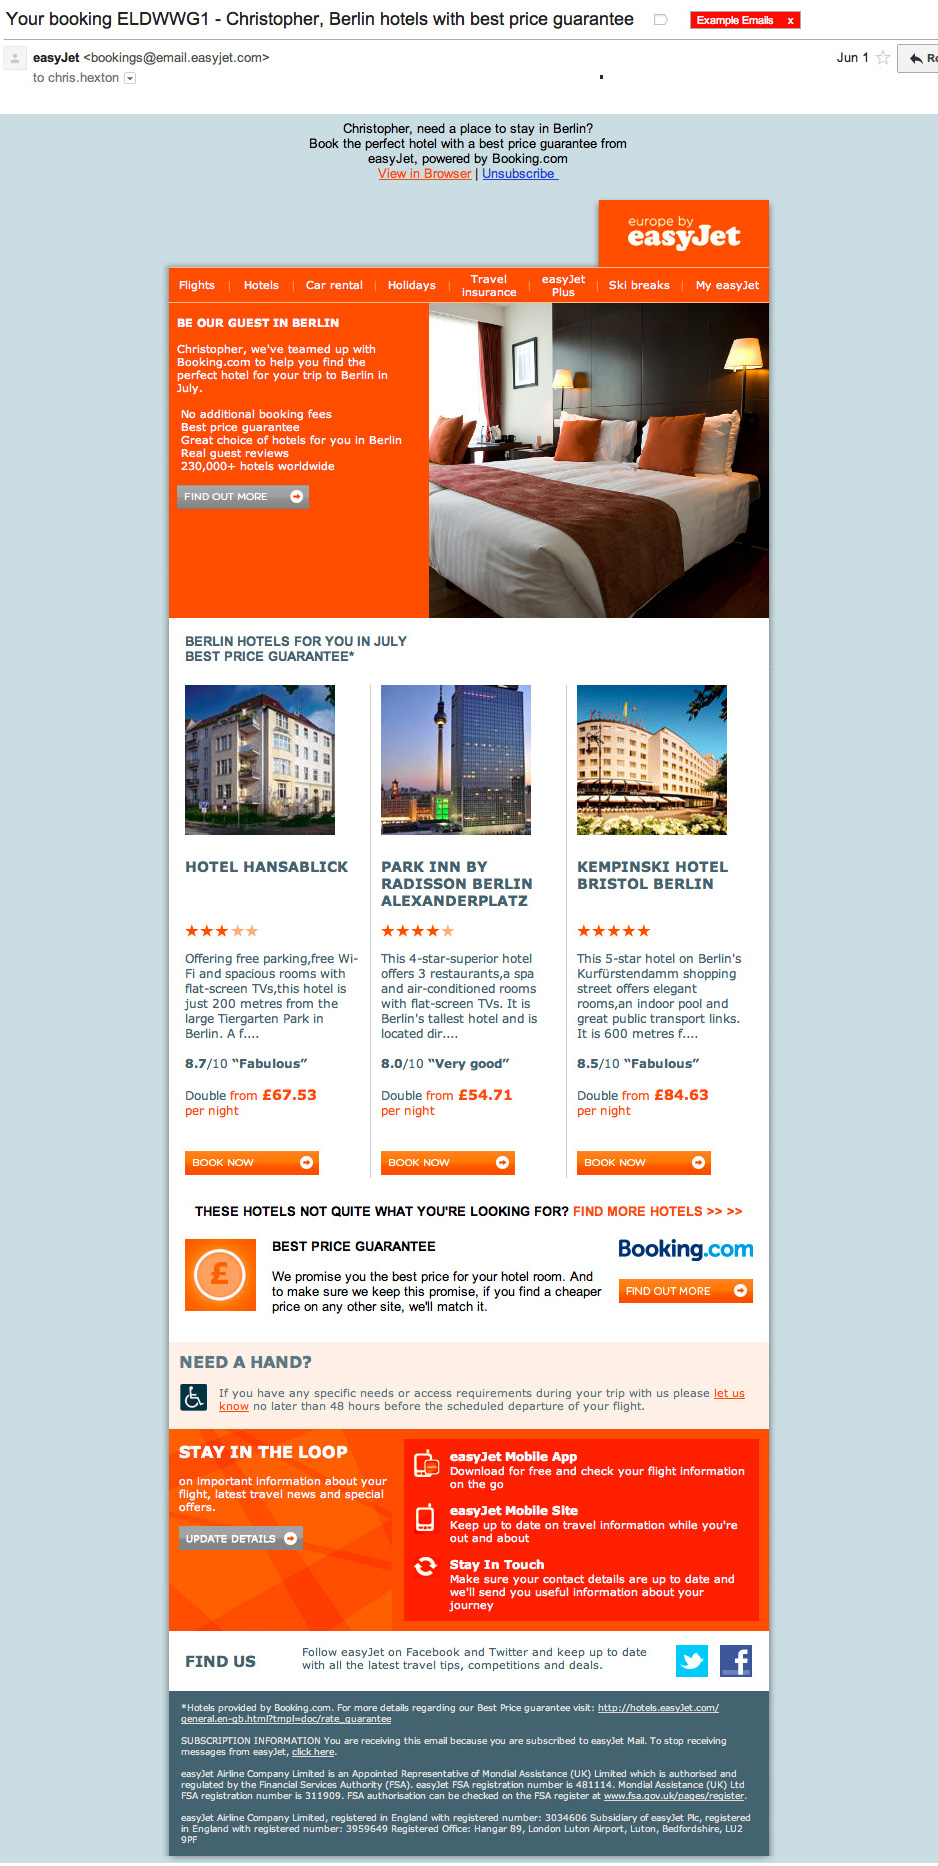 Your booking ELDWWG1 - Christopher, Berlin hotels with best price guarantee
Example Emails x
easyJet <bookings@email.easyjet.com>
Jun 1
Re
to chris.hexton
Christopher, need a place to stay in Berlin?
Book the perfect hotel with a best price guarantee from
easyJet, powered by Booking.com
View in Browser | Unsubscribe
europe by
easyJet
Flights | Hotels | Car rental | Holidays | Travel insurance | easyJet Plus | Ski breaks | My easyJet
BE OUR GUEST IN BERLIN
Christopher, we've teamed up with
Booking.com to help you find the
perfect hotel for your trip to Berlin in
July.
No additional booking fees
Best price guarantee
Great choice of hotels for you in Berlin
Real guest reviews
230,000+ hotels worldwide
FIND OUT MORE
BERLIN HOTELS FOR YOU IN JULY
BEST PRICE GUARANTEE*
HOTEL HANSABLICK
Offering free parking,free Wi-
Fi and spacious rooms with
flat-screen TVs,this hotel is
just 200 metres from the
large Tiergarten Park in
Berlin. A f....
8.7/10 “Fabulous”
Double from £67.53
per night
BOOK NOW
PARK INN BY
RADISSON BERLIN
ALEXANDERPLATZ
This 4-star-superior hotel
offers 3 restaurants,a spa
and air-conditioned rooms
with flat-screen TVs. It is
Berlin's tallest hotel and is
located dir....
8.0/10 “Very good”
Double from £54.71
per night
BOOK NOW
KEMPINSKI HOTEL
BRISTOL BERLIN
This 5-star hotel on Berlin's
Kurfürstendamm shopping
street offers elegant
rooms,an indoor pool and
great public transport links.
It is 600 metres f....
8.5/10 “Fabulous”
Double from £84.63
per night
BOOK NOW
THESE HOTELS NOT QUITE WHAT YOU'RE LOOKING FOR? FIND MORE HOTELS >> >>
£
BEST PRICE GUARANTEE
We promise you the best price for your hotel room. And
to make sure we keep this promise, if you find a cheaper
price on any other site, we'll match it.
Booking.com
FIND OUT MORE
NEED A HAND?
If you have any specific needs or access requirements during your trip with us please let us
know no later than 48 hours before the scheduled departure of your flight.
STAY IN THE LOOP
on important information about your
flight, latest travel news and special
offers.
UPDATE DETAILS
easyJet Mobile App
Download for free and check your flight information
on the go
easyJet Mobile Site
Keep up to date on travel information while you're
out and about
Stay In Touch
Make sure your contact details are up to date and
we'll send you useful information about your
journey
FIND US
Follow easyJet on Facebook and Twitter and keep up to date
with all the latest travel tips, competitions and deals.
f
*Hotels provided by Booking.com. For more details regarding our Best Price guarantee visit: http://hotels.easyJet.com/
general.en-gb.html?tmpl=doc/rate_guarantee
SUBSCRIPTION INFORMATION You are receiving this email because you are subscribed to easyJet Mail. To stop receiving
messages from easyJet, click here.
easyJet Airline Company Limited is an Appointed Representative of Mondial Assistance (UK) Limited which is authorised and
regulated by the Financial Services Authority (FSA). easyJet FSA registration number is 481114. Mondial Assistance (UK) Ltd
FSA registration number is 311909. FSA authorisation can be checked on the FSA register at www.fsa.gov.uk/pages/register.
easyJet Airline Company Limited, registered in England with registered number: 3034606 Subsidiary of easyJet Plc, registered
in England with registered number: 3959649 Registered Office: Hangar 89, London Luton Airport, Luton, Bedfordshire, LU2
9PF